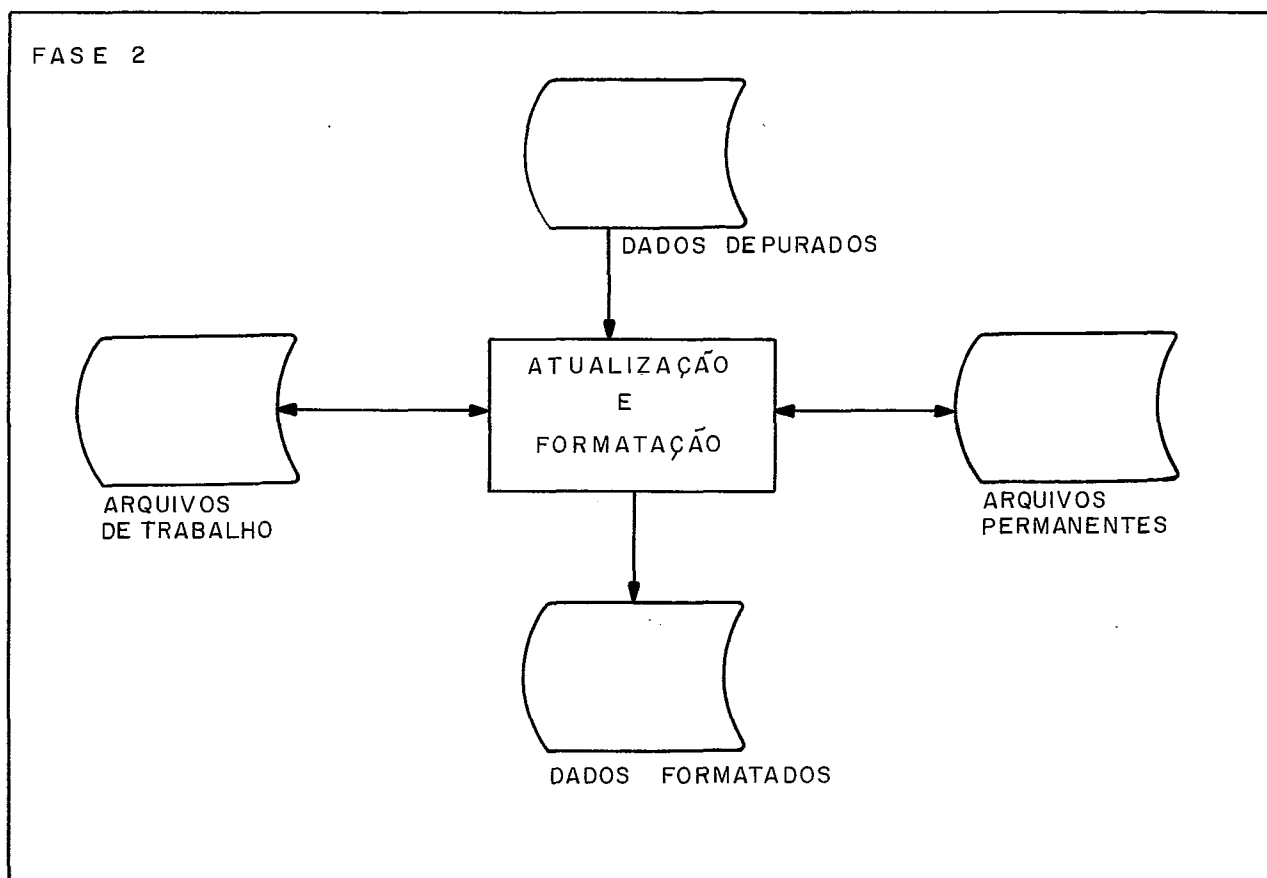 FASE 2
DADOS DEPURADOS
ATUALIZAÇÃO
E
FORMATAÇÃO
ARQUIVOS
DE TRABALHO
ARQUIVOS
PERMANENTES
DADOS FORMATADOS